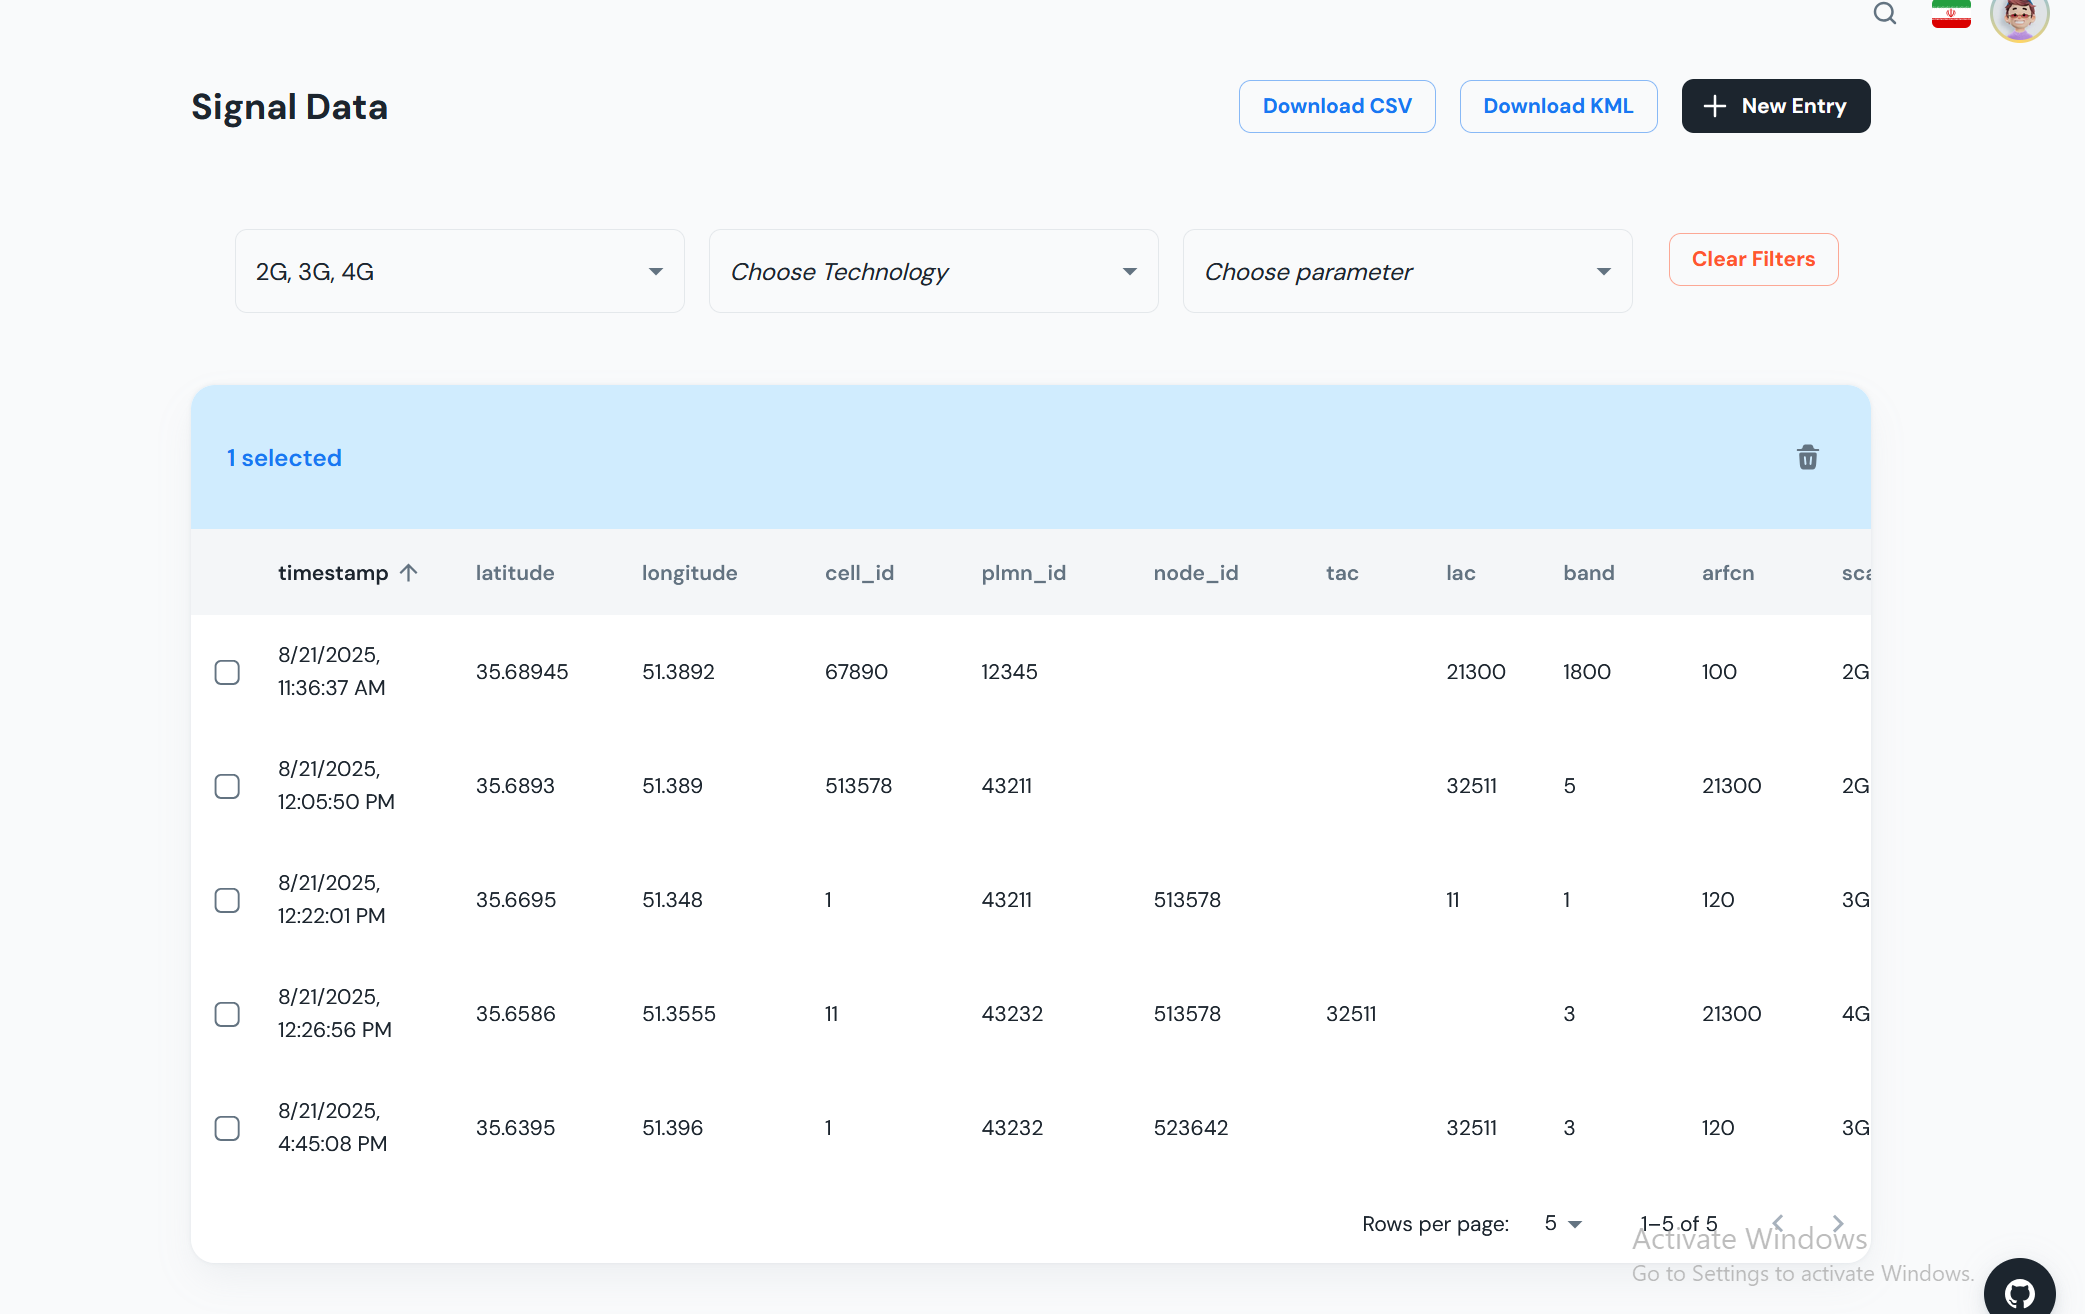 Signal Data
Download CSV
Download KML
New Entry
2G, 3G, 4G
Choose Technology
Choose parameter
Clear Filters
1 selected
timestamp latitude longitude cell_id plmn_id node_id tac lac band arfcn sca
8/21/2025,
11:36:37 AM
35.68945 51.3892 67890 12345 21300 1800 100 2G
8/21/2025,
12:05:50 PM
35.6893 51.389 513578 43211 32511 5 21300 2G
8/21/2025,
12:22:01 PM
35.6695 51.348 1 43211 513578 11 1 120 3G
8/21/2025,
12:26:56 PM
35.6586 51.3555 11 43232 513578 32511 3 21300 4G
8/21/2025,
4:45:08 PM
35.6395 51.396 1 43232 523642 32511 3 120 3G
Rows per page: 5 1–5 of 5
Activate Windows
Go to Settings to activate Windows.